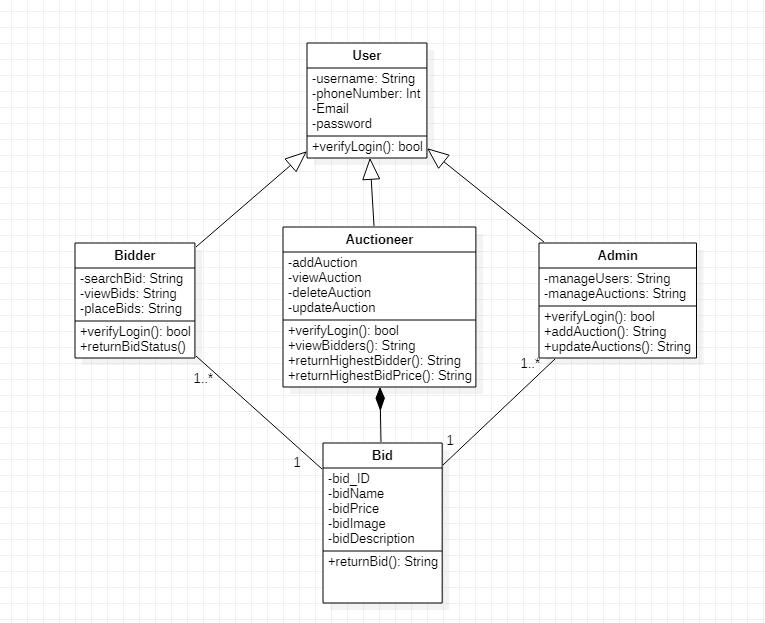 User
-username: String
-phoneNumber: Int
-Email
-password
+verifyLogin(): bool
Bidder
-searchBid: String
-viewBids: String
-placeBids: String
+verifyLogin(): bool
+returnBidStatus()
Auctioneer
-addAuction
-viewAuction
-deleteAuction
-updateAuction
+verifyLogin(): bool
+viewBidders(): String
+returnHighestBidder(): String
+returnHighestBidPrice(): String
Admin
-manageUsers: String
-manageAuctions: String
+verifyLogin(): bool
+addAuction(): String
+updateAuctions(): String
1..*
1..*
1
1
Bid
-bid_ID
-bidName
-bidPrice
-bidImage
-bidDescription
+returnBid(): String